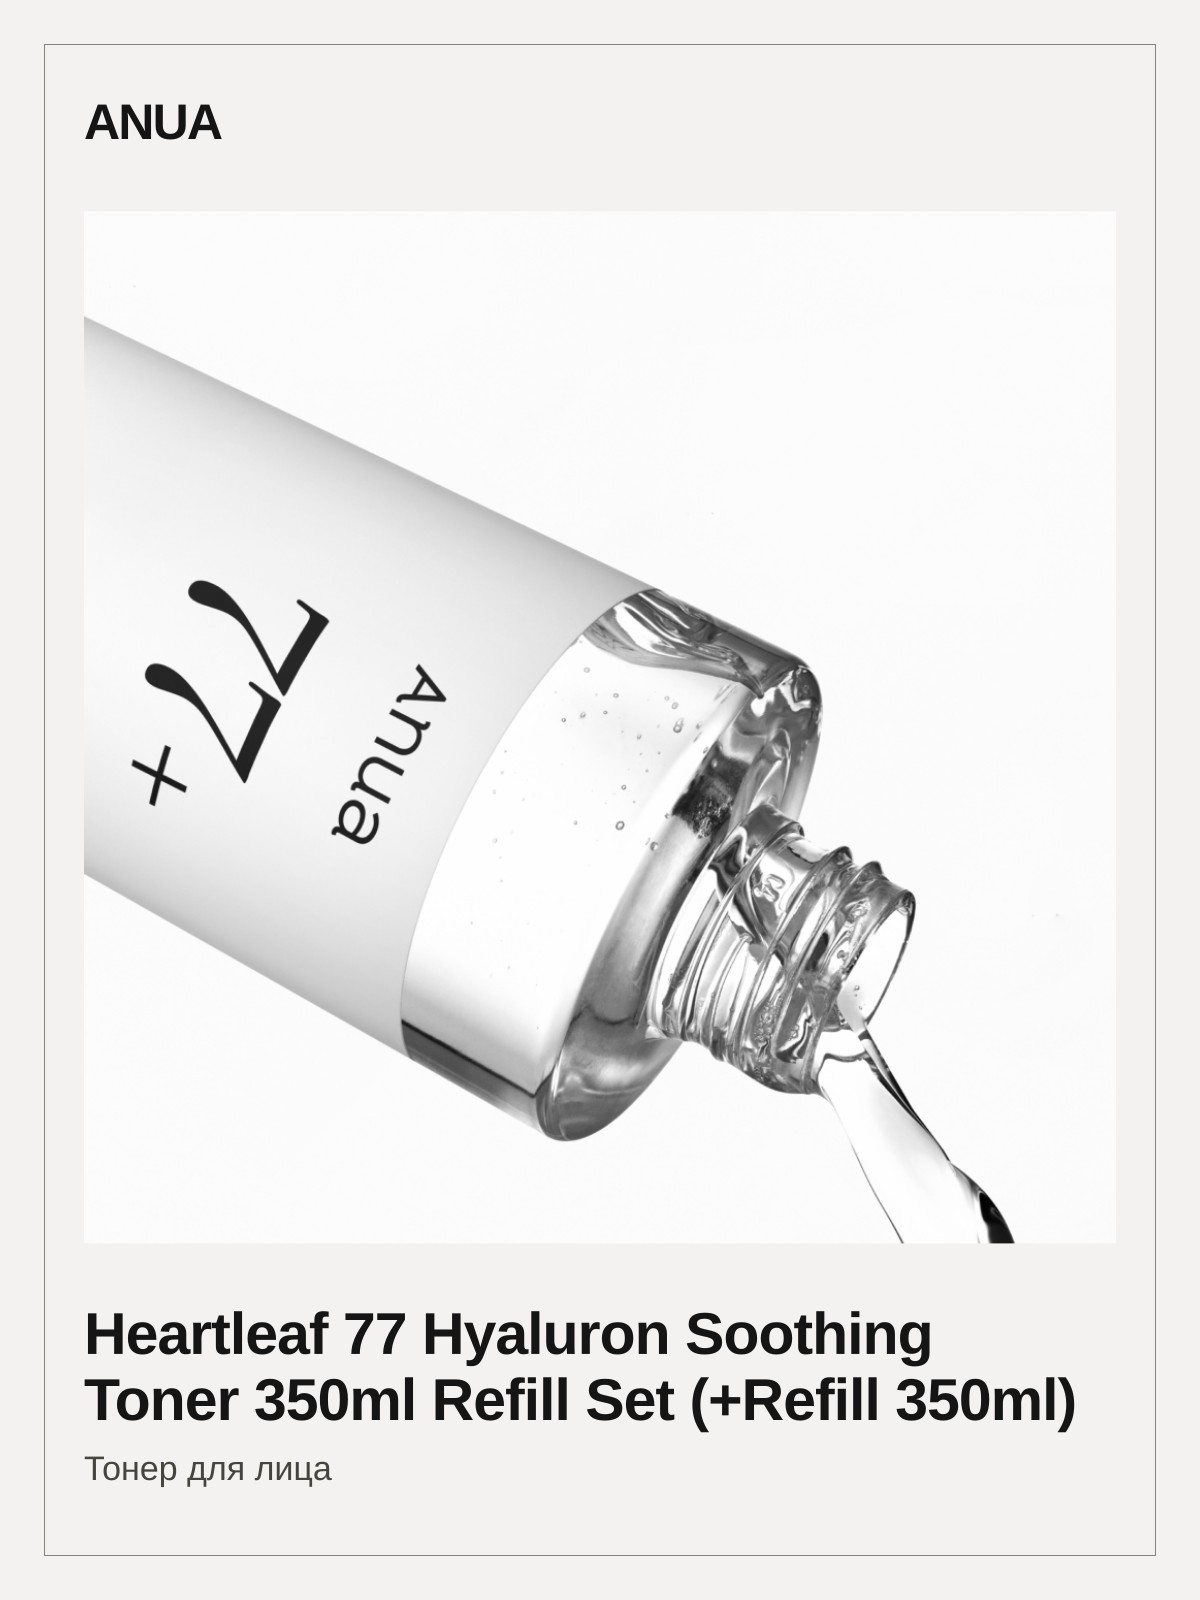 ANUA
77
+
Anua
Heartleaf 77 Hyaluron Soothing
Toner 350ml Refill Set (+Refill 350ml)
Тонер для лица